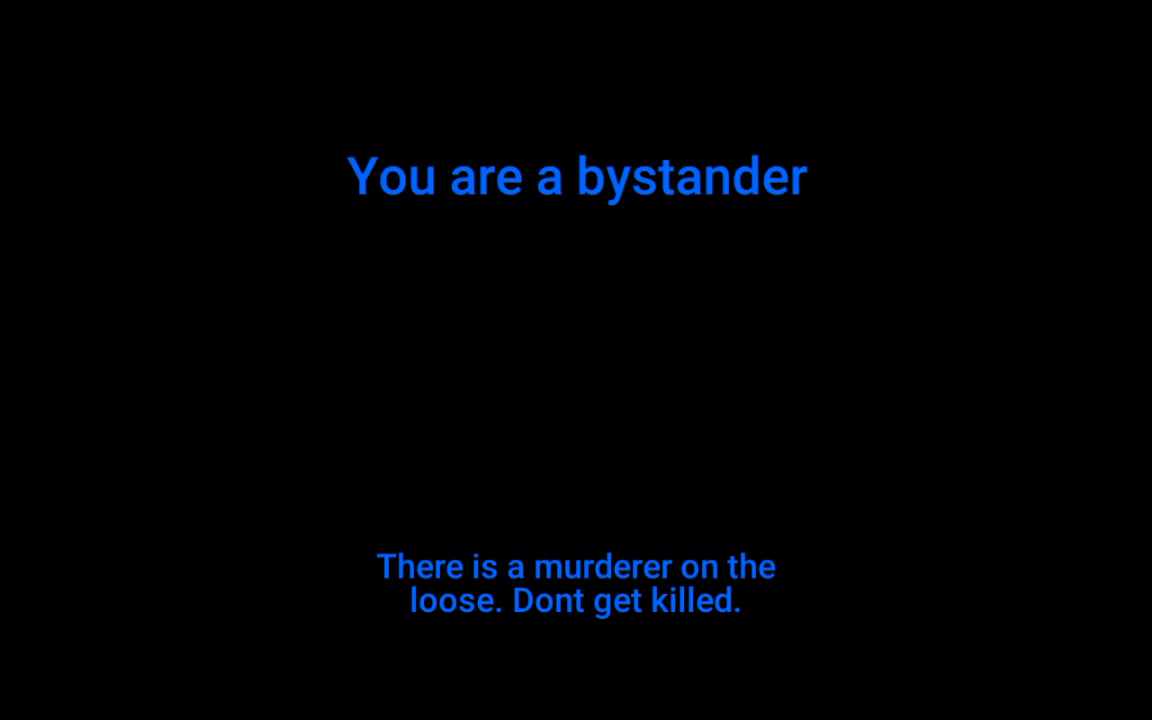 You are a bystander
There is a murderer on the
loose. Dont get killed.